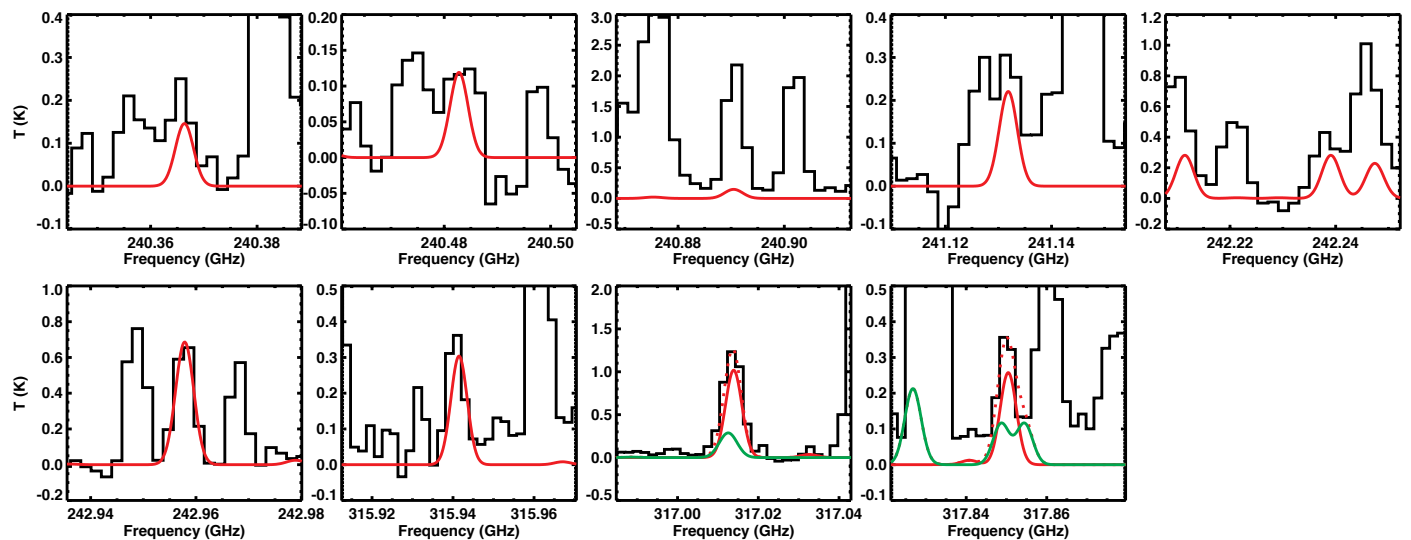 0.4 0.20 3.0 0.4 1.2
0.3 0.15 2.5 0.3 1.0
0.2 0.10 2.0 0.2 0.8
0.1 0.05 1.5 0.1 0.6
0.0 0.00 1.0 0.0 0.4
-0.1 -0.05 0.5 -0.1 0.2
-0.10 0.0 0.0
-0.5 -0.2
T (K)
240.36 240.38 240.48 240.50 240.88 240.90 241.12 241.14 242.22 242.24
Frequency (GHz) Frequency (GHz) Frequency (GHz) Frequency (GHz) Frequency (GHz)
1.0 0.5 2.0 0.5
0.8 0.4 1.5 0.4
0.6 0.3 1.0 0.3
0.4 0.2 0.5 0.2
0.2 0.1 0.0 0.1
0.0 0.0 -0.5 0.0
-0.2 -0.1 -0.1
T (K)
242.94 242.96 242.98 315.92 315.94 315.96 317.00 317.02 317.04 317.84 317.86
Frequency (GHz) Frequency (GHz) Frequency (GHz) Frequency (GHz)